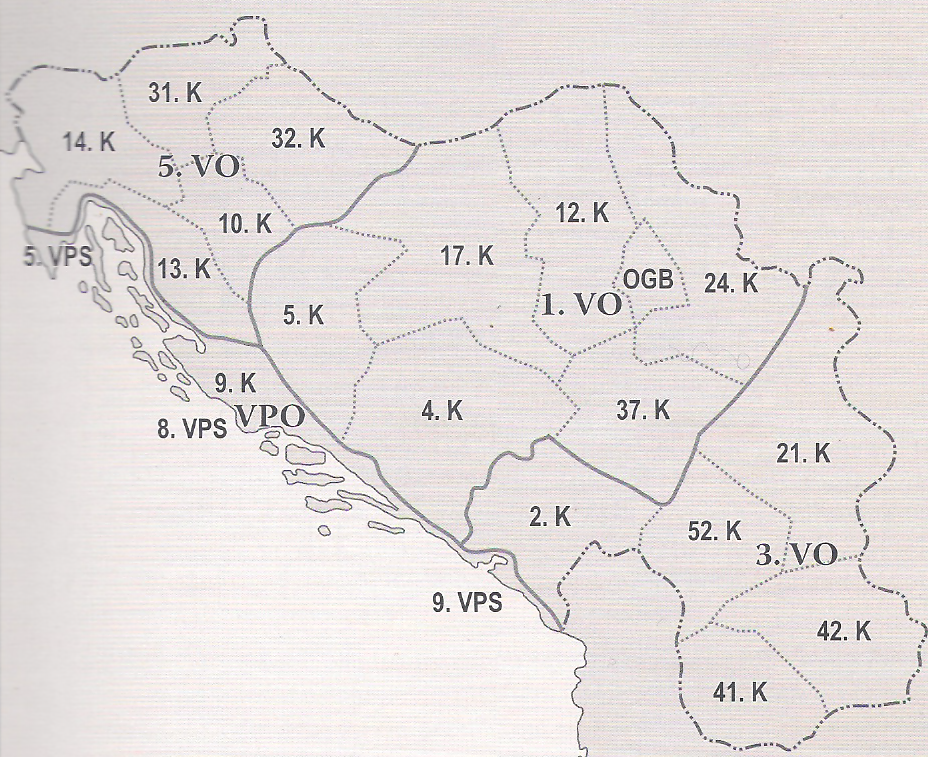 31. K
14. K
32. K
5. VO
12. K
10. K
5. VPS
17. K
13. K
OGB
24. K
5. K
1. VO
9. K
4. K
37. K
VPO
8. VPS
21. K
2. K
52. K
3. VO
9. VPS
42. K
41. K